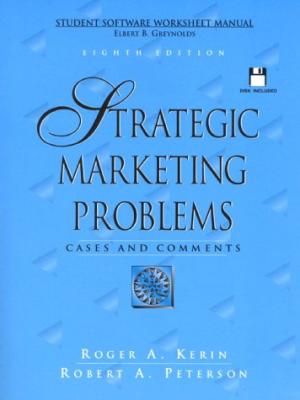 STUDENT SOFTWARE WORKSHEET MANUAL
ELBERT B. GREYNOLDS
EIGHTH EDITION
DISK INCLUDED
STRATEGIC
MARKETING
PROBLEMS
CASES AND COMMENTS
ROGER A. KERIN
ROBERT A. PETERSON